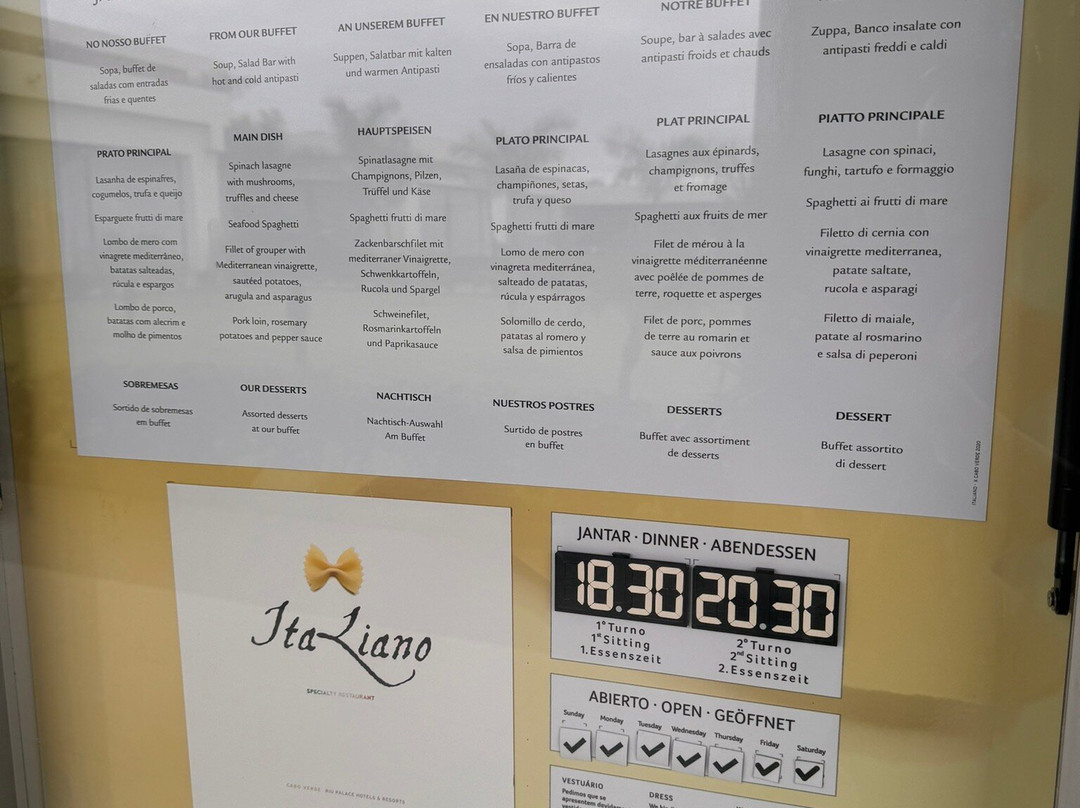 NO NOSSO BUFFET
Sopa, buffet de
saladas com entradas
frias e quentes
PRATO PRINCIPAL
Lasanha de espinafres,
cogumelos, trufa e queijo
Esparguete frutti di mare
Lombo de mero com
vinagrete mediterrâneo,
batatas salteadas,
rúcula e espargos
Lombo de porco,
batatas com alecrim e
molho de pimentos
SOBREMESAS
Sortido de sobremesas
em buffet
FROM OUR BUFFET
Soup, Salad Bar with
hot and cold antipasti
MAIN DISH
Spinach lasagne
with mushrooms,
truffles and cheese
Seafood Spaghetti
Fillet of grouper with
Mediterranean vinaigrette,
sautéed potatoes,
arugula and asparagus
Pork loin, rosemary
potatoes and pepper sauce
OUR DESSERTS
Assorted desserts
at our buffet
AN UNSEREM BUFFET
Suppen, Salatbar mit kalten
und warmen Antipasti
HAUPTSPEISEN
Spinatlasagne mit
Champignons, Pilzen,
Trüffel und Käse
Spaghetti frutti di mare
Zackenbarschfilet mit
mediterraner Vinaigrette,
Schwenkkartoffeln,
Rucola und Spargel
Schweinefilet,
Rosmarinkartoffeln
und Paprikasauce
NACHTISCH
Nachtisch-Auswahl
Am Buffet
EN NUESTRO BUFFET
Sopa, Barra de
ensaladas con antipastos
fríos y calientes
PLATO PRINCIPAL
Lasaña de espinacas,
champiñones, setas,
trufa y queso
Spaghetti frutti di mare
Lomo de mero con
vinagreta mediterránea,
salteado de patatas,
rúcula y espárragos
Solomillo de cerdo,
patatas al romero y
salsa de pimientos
NUESTROS POSTRES
Surtido de postres
en buffet
NOTRE BUFFET
Soupe, bar à salades avec
antipasti froids et chauds
PLAT PRINCIPAL
Lasagnes aux épinards,
champignons, truffes
et fromage
Spaghetti aux fruits de mer
Filet de mérou à la
vinaigrette méditerranéenne
avec poêlée de pommes de
terre, roquette et asperges
Filet de porc, pommes
de terre au romarin et
sauce aux poivrons
DESSERTS
Buffet avec assortiment
de desserts
Zuppa, Banco insalate con
antipasti freddi e caldi
PIATTO PRINCIPALE
Lasagne con spinaci,
funghi, tartufo e formaggio
Spaghetti ai frutti di mare
Filetto di cernia con
vinaigrette mediterranea,
patate saltate,
rucola e asparagi
Filetto di maiale,
patate al rosmarino
e salsa di peperoni
DESSERT
Buffet assortito
di dessert
ITALIANO · X CABO VERDE 2020
ItaLiano
SPECIALTY RESTAURANT
CABO VERDE RIU PALACE HOTELS & RESORTS
JANTAR · DINNER · ABENDESSEN
18.30 20.30
1º Turno
1st Sitting
1. Essenszeit
2º Turno
2nd Sitting
2. Essenszeit
ABIERTO · OPEN · GEÖFFNET
Sunday Monday Tuesday Wednesday Thursday Friday Saturday
VESTUÁRIO
Pedimos que se
DRESS